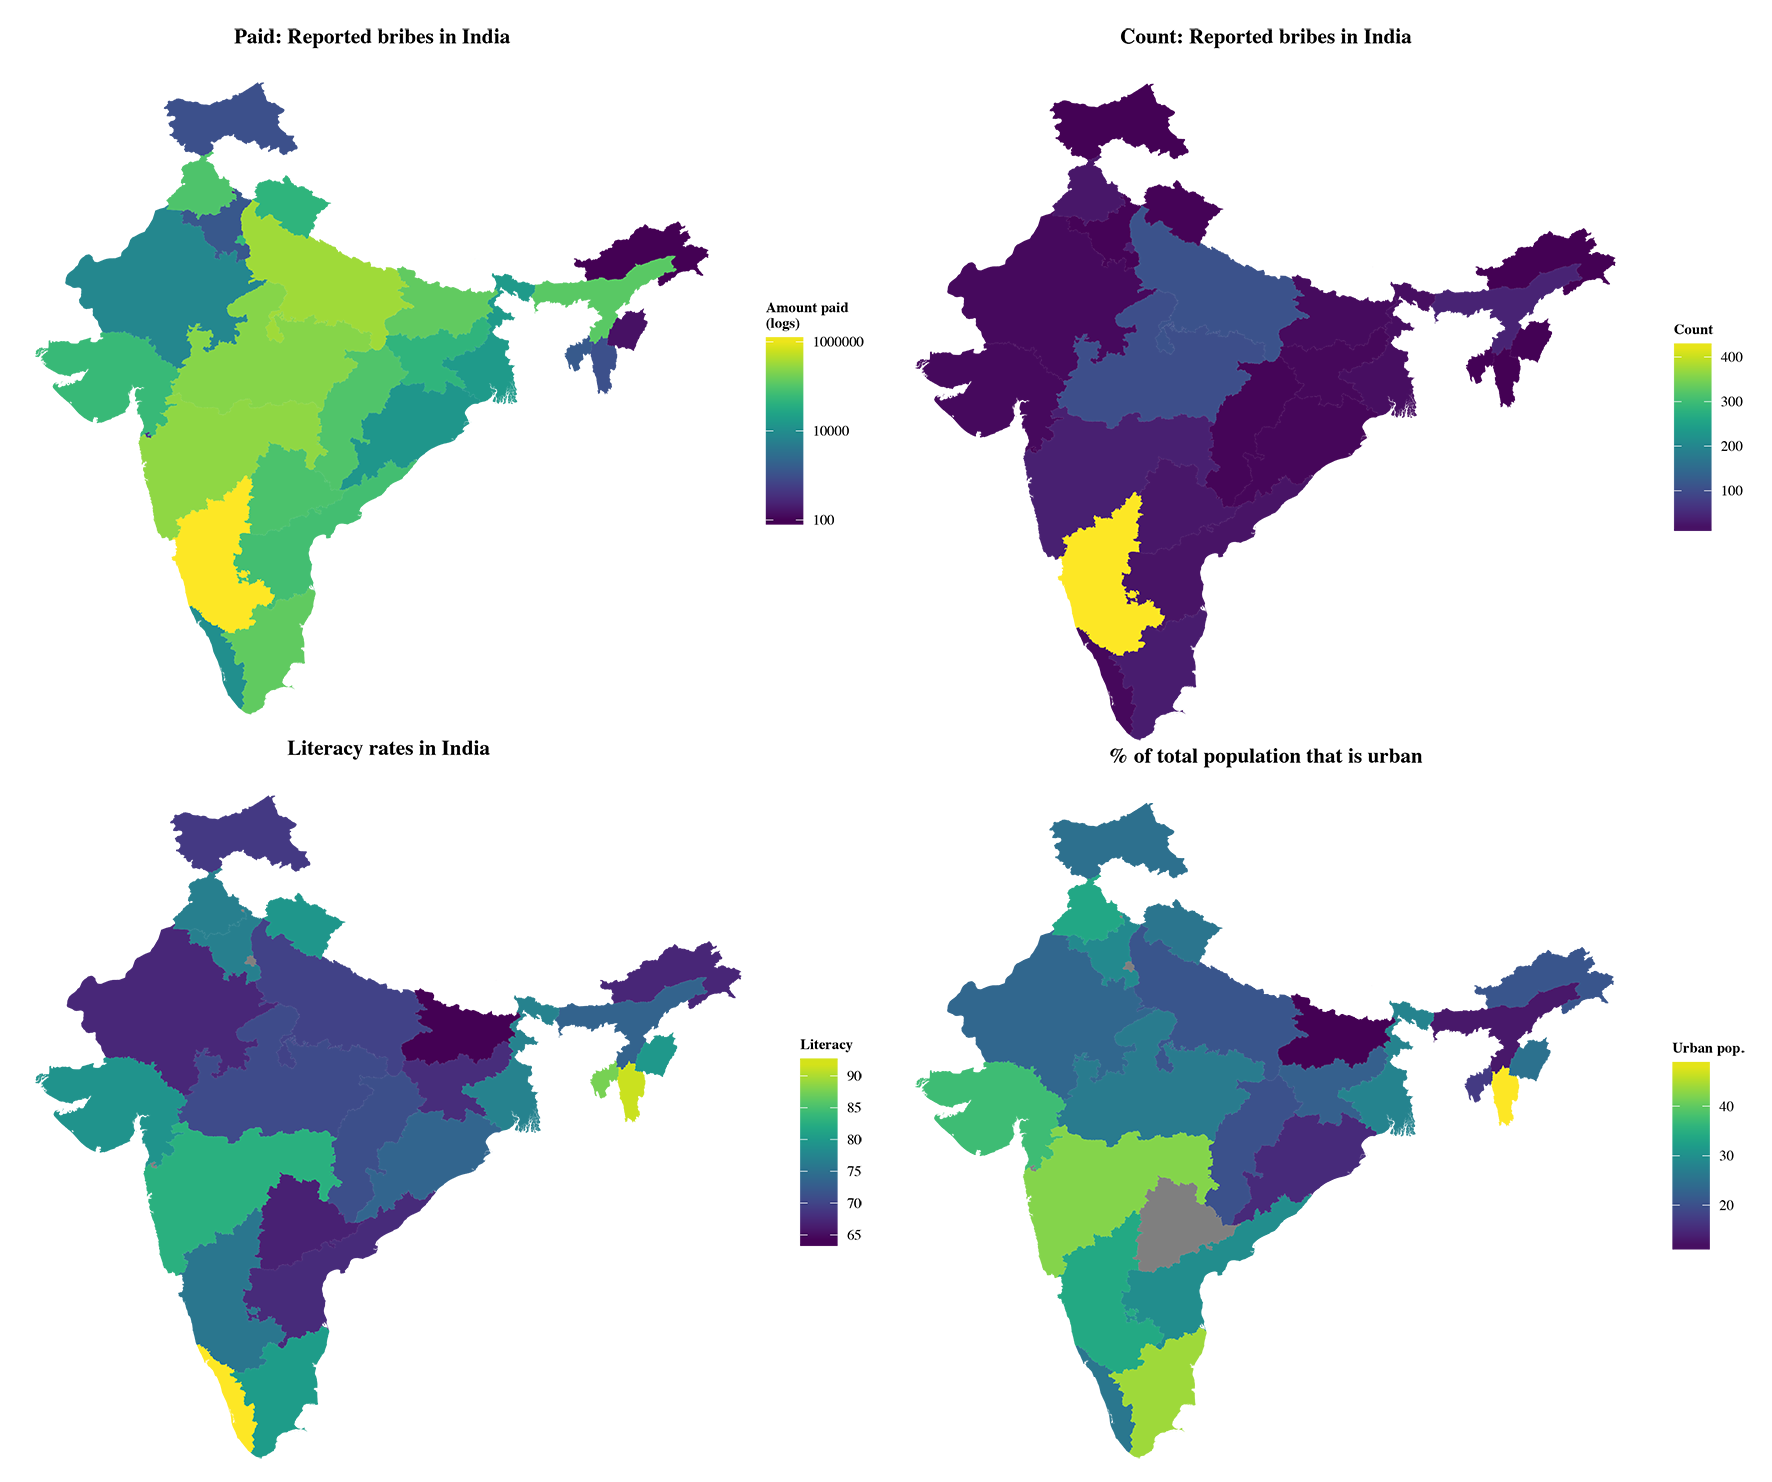 Paid: Reported bribes in India
Count: Reported bribes in India
Amount paid
(logs)
1000000
10000
100
Count
400
300
200
100
Literacy rates in India
% of total population that is urban
Literacy
90
85
80
75
70
65
Urban pop.
40
30
20